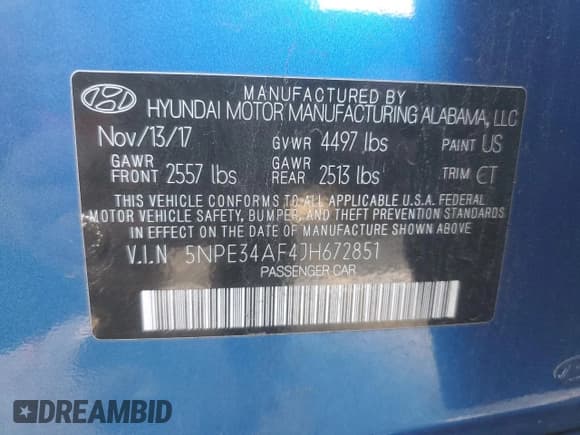 MANUFACTURED BY
HYUNDAI MOTOR MANUFACTURING ALABAMA, LLC
Nov/13/17 GVWR 4497 lbs PAINT US
GAWR FRONT 2557 lbs GAWR REAR 2513 lbs TRIM CT
THIS VEHICLE CONFORMS TO ALL APPLICABLE U.S.A. FEDERAL
MOTOR VEHICLE SAFETY, BUMPER, AND THEFT PREVENTION STANDARDS
IN EFFECT ON THE DATE OF MANUFACTURE SHOWN ABOVE.
V.I.N 5NPE34AF4JH672851
PASSENGER CAR
DREAMBID